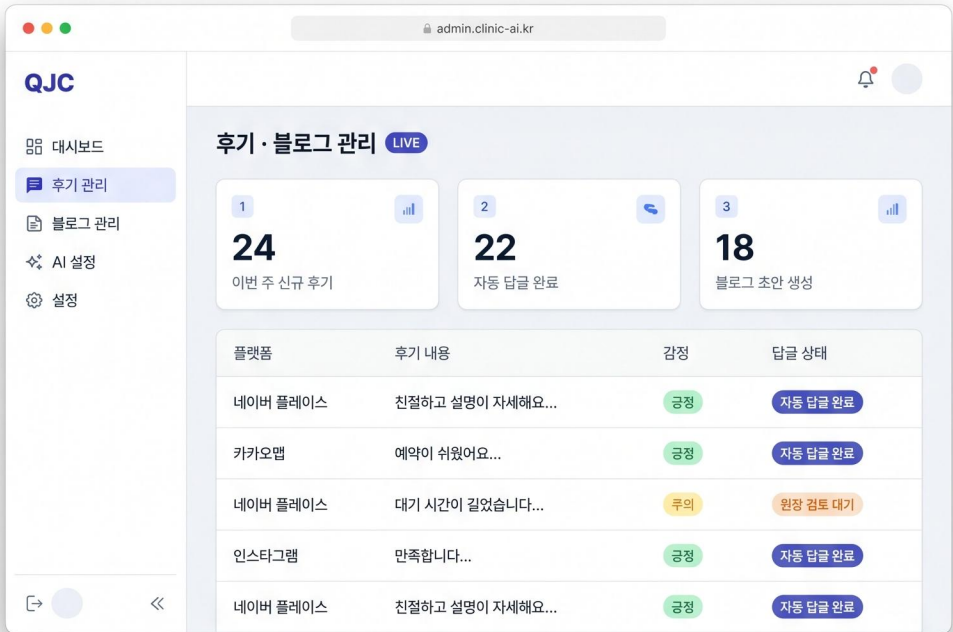 admin.clinic-ai.kr
QJC
대시보드
후기 관리
블로그 관리
AI 설정
설정
후기 · 블로그 관리 LIVE
1
24
이번 주 신규 후기
2
22
자동 답글 완료
3
18
블로그 초안 생성
플랫폼 후기 내용 감정 답글 상태
네이버 플레이스 친절하고 설명이 자세해요... 긍정 자동 답글 완료
카카오맵 예약이 쉬웠어요... 긍정 자동 답글 완료
네이버 플레이스 대기 시간이 길었습니다... 주의 원장 검토 대기
인스타그램 만족합니다... 긍정 자동 답글 완료
네이버 플레이스 친절하고 설명이 자세해요... 긍정 자동 답글 완료